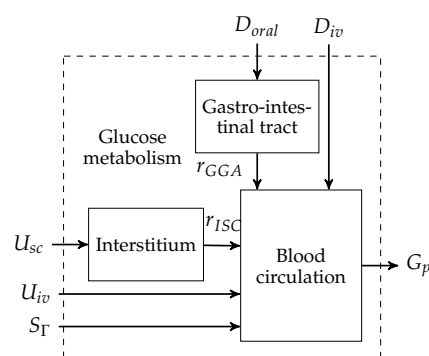 D_oral
D_iv
Gastro-intes-
tinal tract
Glucose
metabolism
r_GGA
r_ISC
U_sc
Interstitium
Blood
circulation
G_p
U_iv
S_Γ